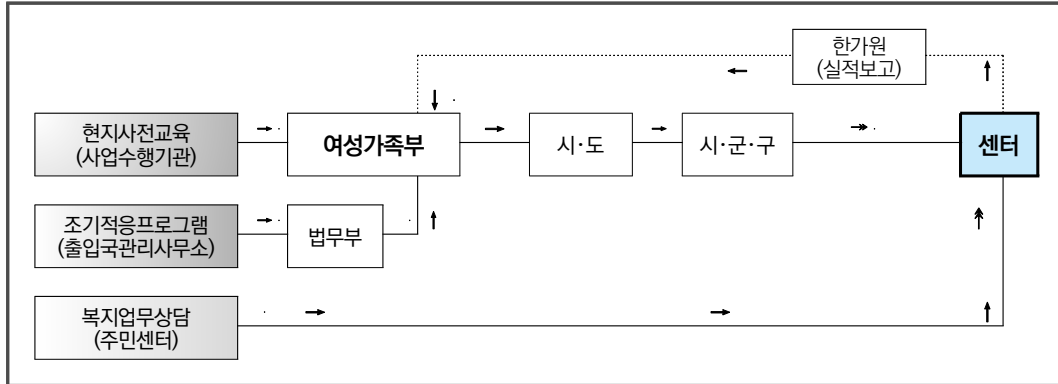 한가원
(실적보고)
현지사전교육
(사업수행기관)
여성가족부
시·도
시·군·구
센터
조기적응프로그램
(출입국관리사무소)
법무부
복지업무상담
(주민센터)